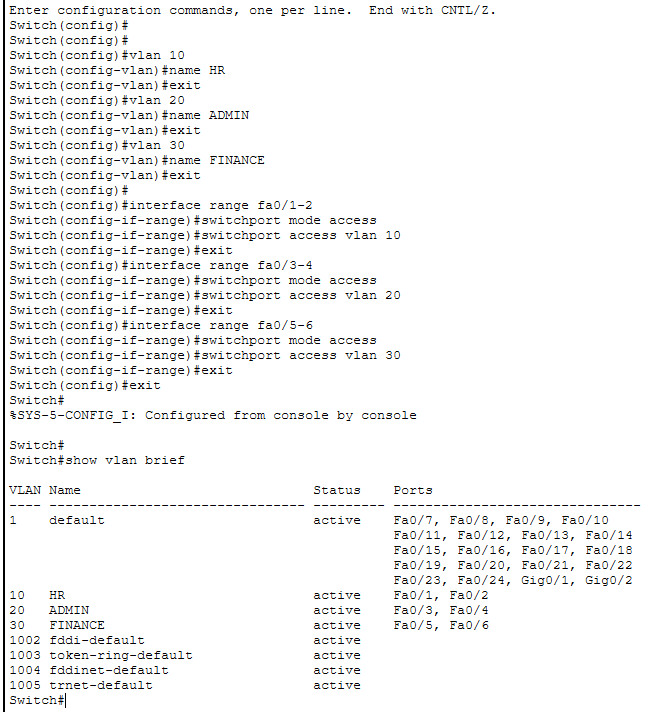 Enter configuration commands, one per line.  End with CNTL/Z.
Switch(config)#
Switch(config)#
Switch(config)#vlan 10
Switch(config-vlan)#name HR
Switch(config-vlan)#exit
Switch(config)#vlan 20
Switch(config-vlan)#name ADMIN
Switch(config-vlan)#exit
Switch(config)#vlan 30
Switch(config-vlan)#name FINANCE
Switch(config-vlan)#exit
Switch(config)#
Switch(config)#interface range fa0/1-2
Switch(config-if-range)#switchport mode access
Switch(config-if-range)#switchport access vlan 10
Switch(config-if-range)#exit
Switch(config)#interface range fa0/3-4
Switch(config-if-range)#switchport mode access
Switch(config-if-range)#switchport access vlan 20
Switch(config-if-range)#exit
Switch(config)#interface range fa0/5-6
Switch(config-if-range)#switchport mode access
Switch(config-if-range)#switchport access vlan 30
Switch(config-if-range)#exit
Switch(config)#exit
Switch#
%SYS-5-CONFIG_I: Configured from console by console

Switch#
Switch#show vlan brief

VLAN Name                             Status    Ports
---- -------------------------------- --------- -------------------------------
1    default                          active    Fa0/7, Fa0/8, Fa0/9, Fa0/10
                                                Fa0/11, Fa0/12, Fa0/13, Fa0/14
                                                Fa0/15, Fa0/16, Fa0/17, Fa0/18
                                                Fa0/19, Fa0/20, Fa0/21, Fa0/22
                                                Fa0/23, Fa0/24, Gig0/1, Gig0/2
10   HR                               active    Fa0/1, Fa0/2
20   ADMIN                            active    Fa0/3, Fa0/4
30   FINANCE                          active    Fa0/5, Fa0/6
1002 fddi-default                     active
1003 token-ring-default               active
1004 fddinet-default                  active
1005 trnet-default                    active
Switch#